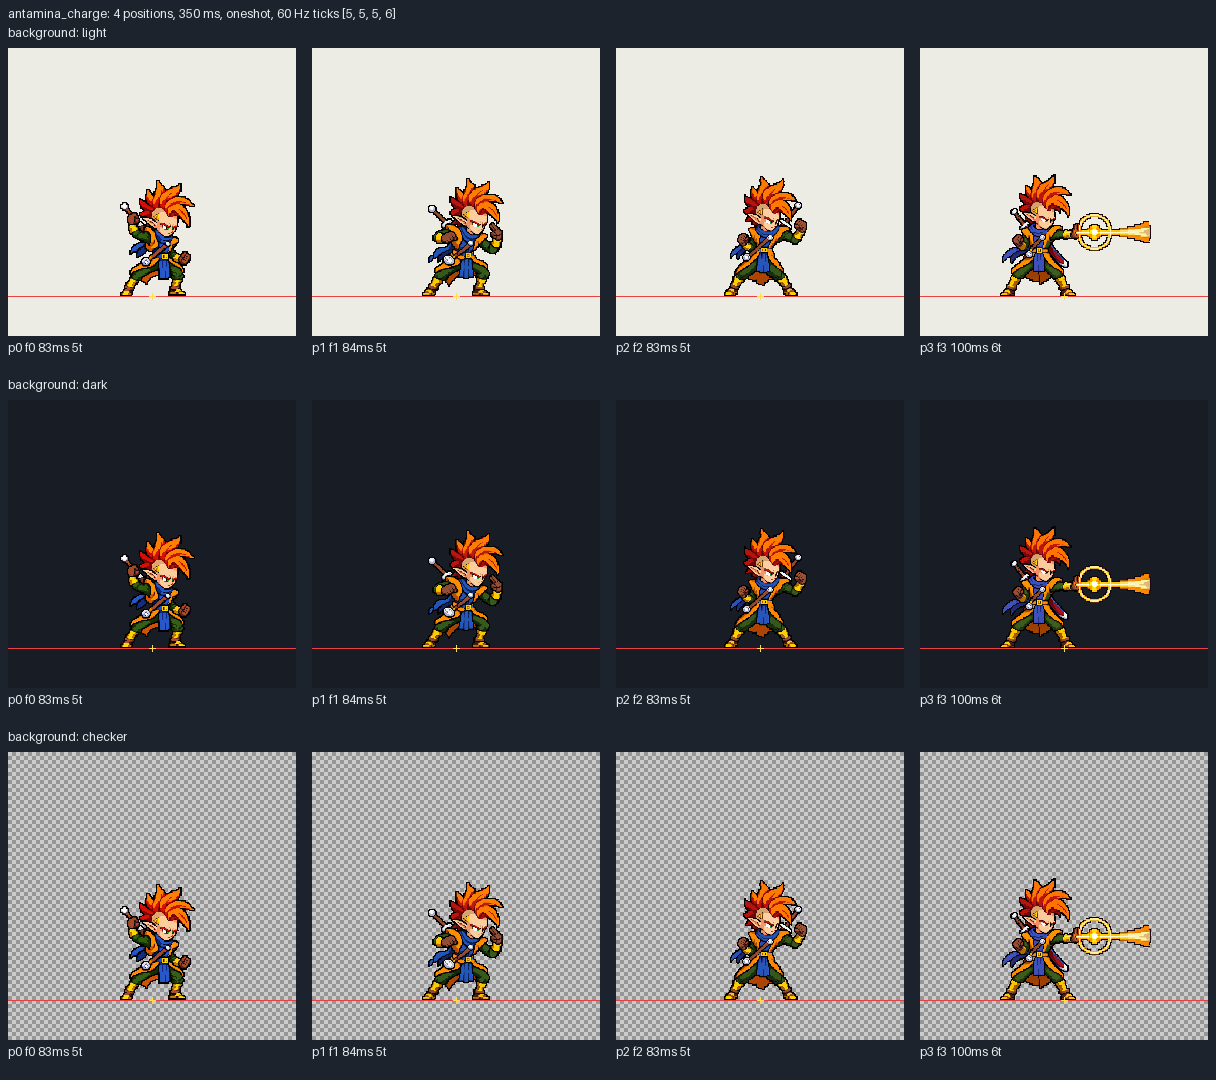 antamina_charge: 4 positions, 350 ms, oneshot, 60 Hz ticks [5, 5, 5, 6]
background: light
p0 f0 83ms 5t
p1 f1 84ms 5t
p2 f2 83ms 5t
p3 f3 100ms 6t
background: dark
p0 f0 83ms 5t
p1 f1 84ms 5t
p2 f2 83ms 5t
p3 f3 100ms 6t
background: checker
p0 f0 83ms 5t
p1 f1 84ms 5t
p2 f2 83ms 5t
p3 f3 100ms 6t